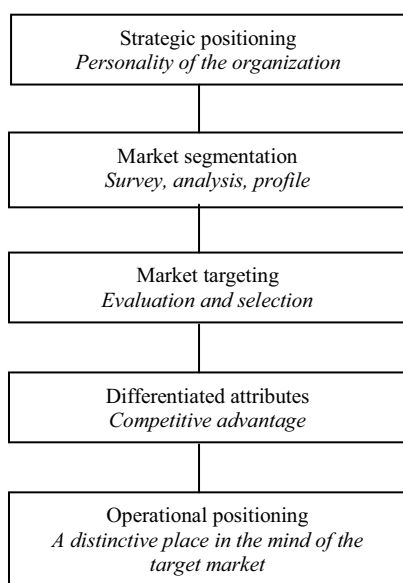 Strategic positioning
Personality of the organization
Market segmentation
Survey, analysis, profile
Market targeting
Evaluation and selection
Differentiated attributes
Competitive advantage
Operational positioning
A distinctive place in the mind of the
target market